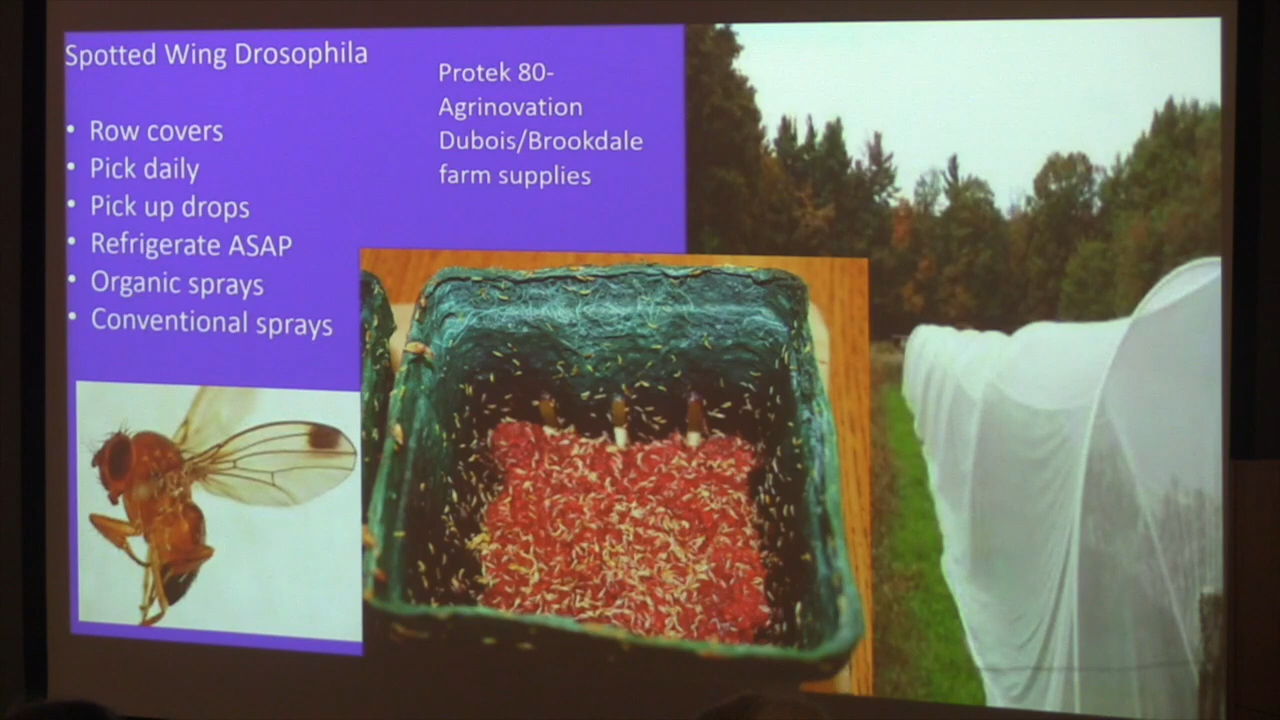 Spotted Wing Drosophila
• Row covers
• Pick daily
• Pick up drops
• Refrigerate ASAP
• Organic sprays
• Conventional sprays
Protek 80-
Agrinovation
Dubois/Brookdale
farm supplies